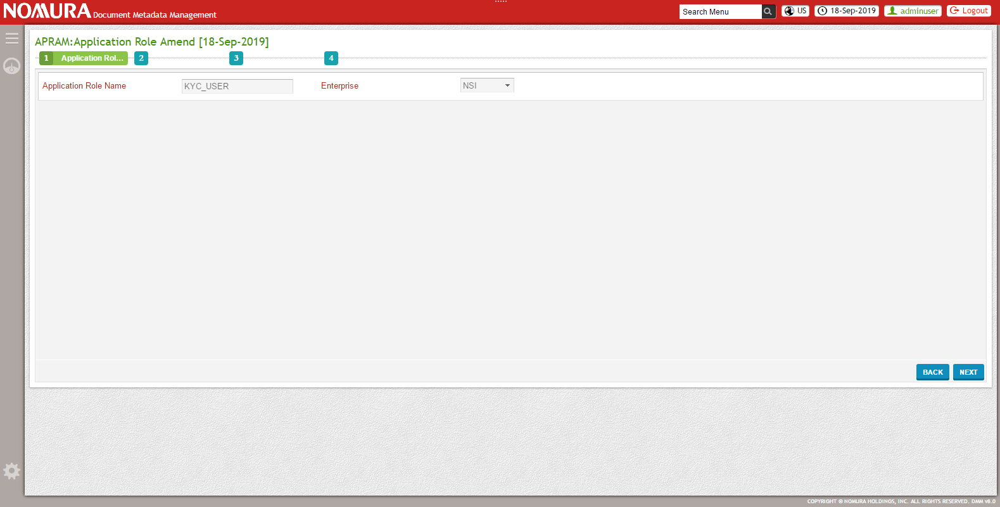 NOMURA Document Metadata Management
Search Menu
US
18-Sep-2019
adminuser
Logout
APRAM:Application Role Amend [18-Sep-2019]
1 Application Rol... 2 3 4
Application Role Name KYC_USER Enterprise NSI
BACK NEXT
COPYRIGHT © NOMURA HOLDINGS, INC. ALL RIGHTS RESERVED. DMM v8.0